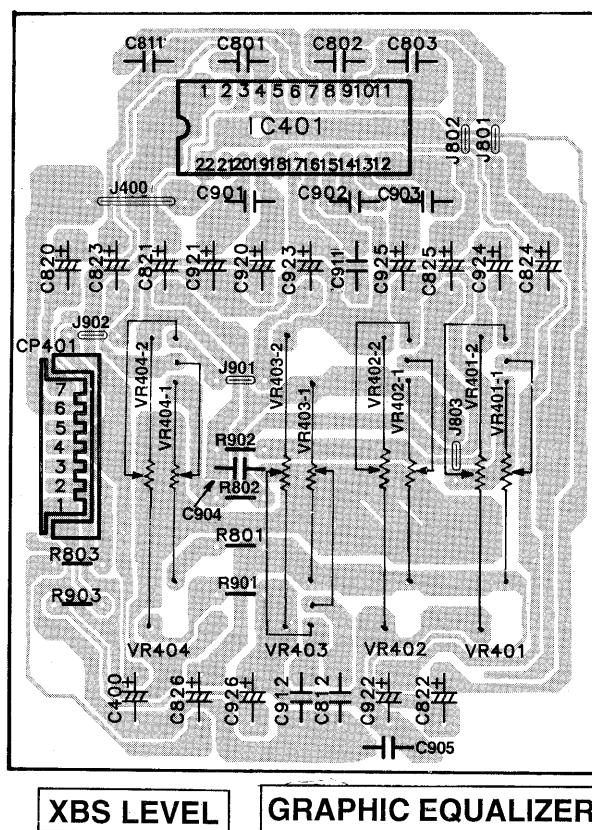 C811 C801 C802 C803
1 2 3 4 5 6 7 8 9 10 11
IC401
22 21 20 19 18 17 16 15 14 13 12
J802 J801
J400
C901 C902 C903
C820 C823 C821 C921 C920 C923 C911 C925 C825 C924 C824
J902
CP401
7
6
5
4
3
2
1
VR404-2 VR404-1
J901
VR403-2 VR403-1
VR402-2 VR402-1
VR401-2 VR401-1
J803
R902
R802
C904
R801
R803
R901
R903
VR404 VR403 VR402 VR401
C400 C826 C926 C912 C812 C922 C822
C905
XBS LEVEL
GRAPHIC EQUALIZER